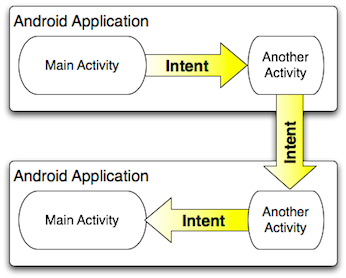 Android Application
Main Activity
Intent
Another
Activity
Intent
Android Application
Main Activity
Intent
Another
Activity